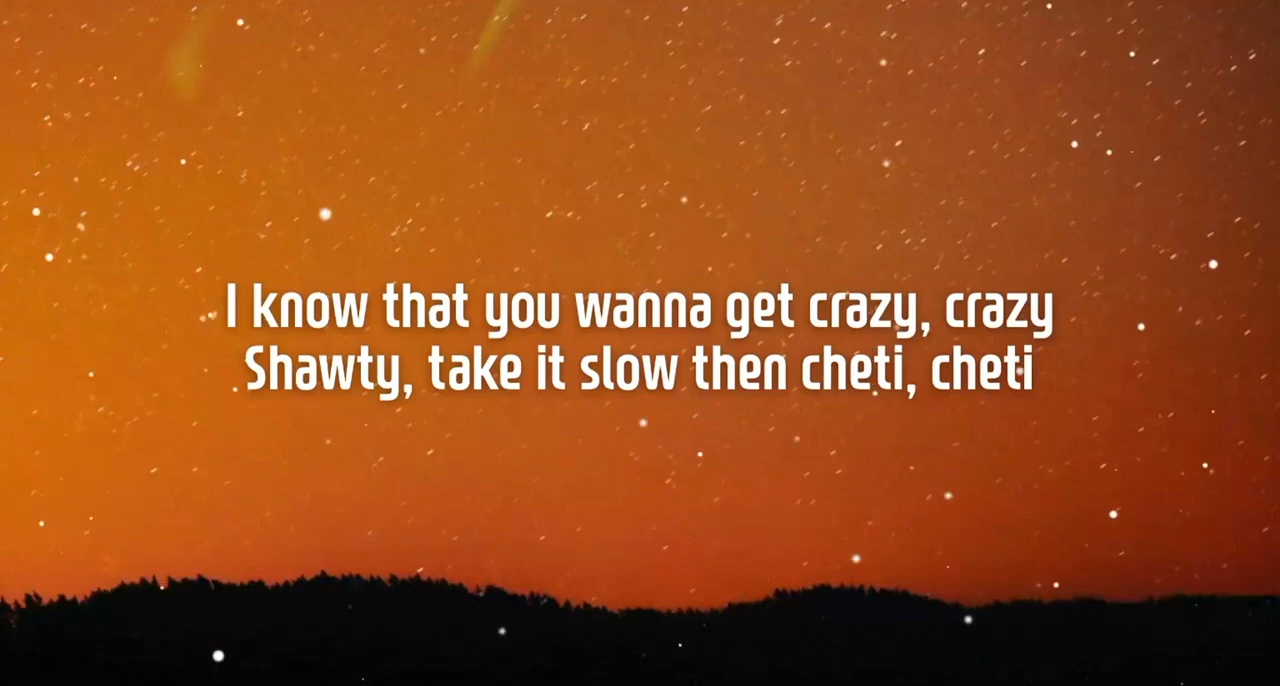 I know that you wanna get crazy, crazy
Shawty, take it slow then cheti, cheti